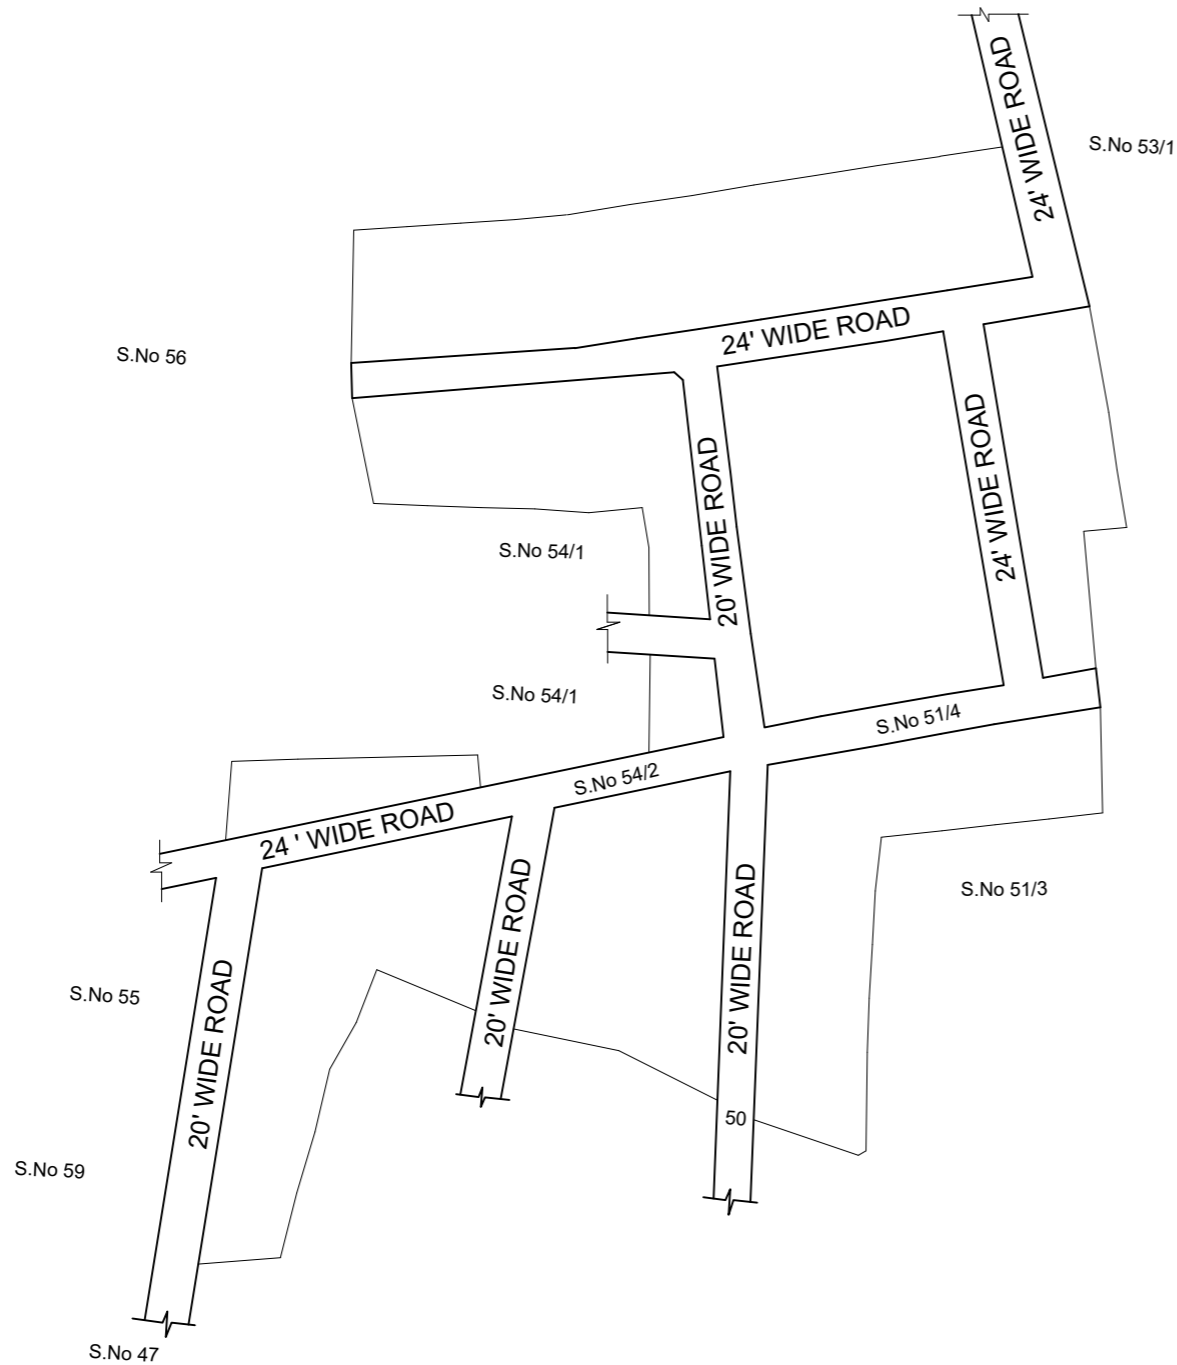 24' WIDE ROAD
S.No 53/1
24' WIDE ROAD
S.No 56
24' WIDE ROAD
20' WIDE ROAD
S.No 54/1
S.No 54/1
S.No 51/4
S.No 54/2
24 ' WIDE ROAD
S.No 51/3
20' WIDE ROAD
20' WIDE ROAD
20' WIDE ROAD
S.No 55
50
S.No 59
S.No 47